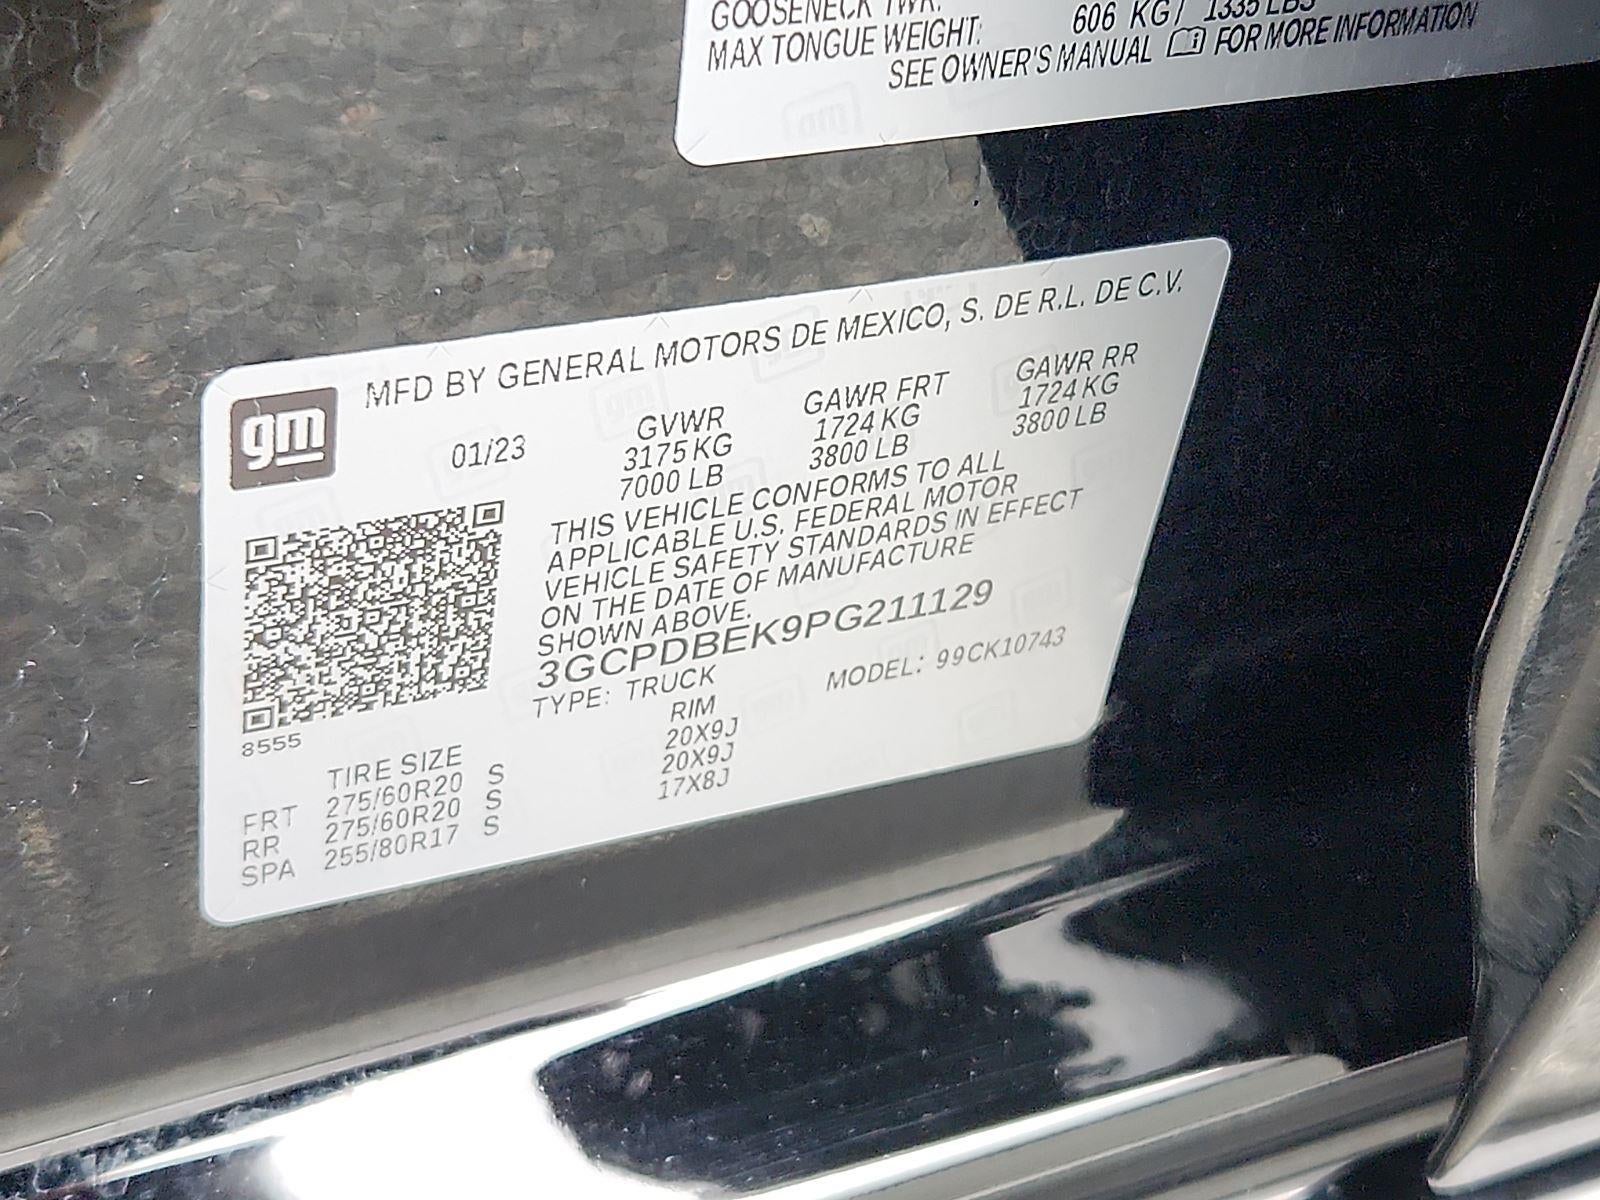 GOOSENECK TWR:
MAX TONGUE WEIGHT: 606 KG/ 1335 LBS
SEE OWNER'S MANUAL FOR MORE INFORMATION
gm
MFD BY GENERAL MOTORS DE MEXICO, S. DE R.L. DE C.V.
01/23
GVWR GAWR FRT GAWR RR
3175 KG 1724 KG 1724 KG
7000 LB 3800 LB 3800 LB
THIS VEHICLE CONFORMS TO ALL
APPLICABLE U.S. FEDERAL MOTOR
VEHICLE SAFETY STANDARDS IN EFFECT
ON THE DATE OF MANUFACTURE
SHOWN ABOVE.
3GCPDBEK9PG211129
TYPE: TRUCK MODEL: 99CK10743
8555
TIRE SIZE RIM
FRT 275/60R20 S 20X9J
RR 275/60R20 S 20X9J
SPA 255/80R17 S 17X8J